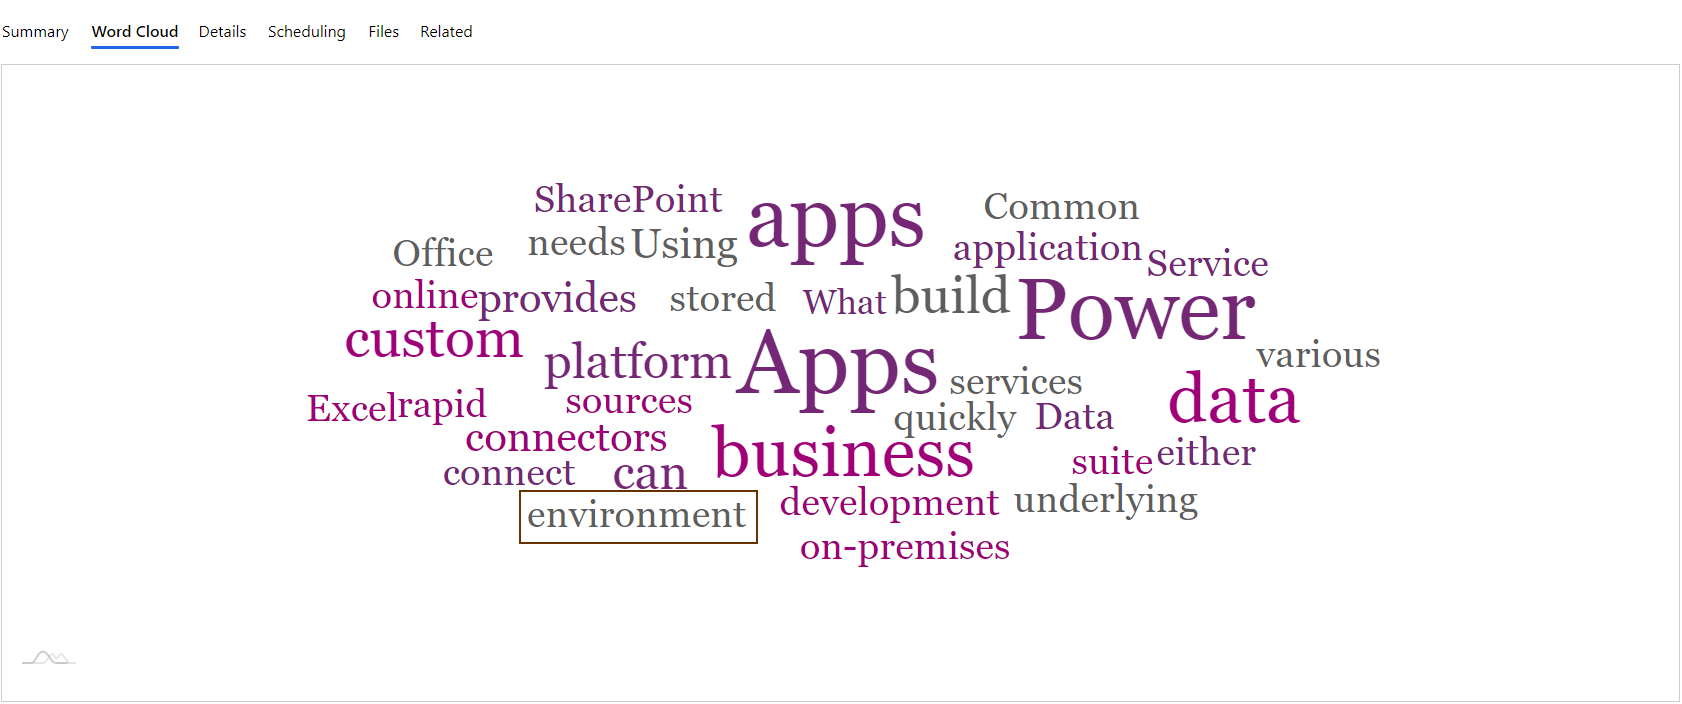 Summary Word Cloud Details Scheduling Files Related
SharePoint apps Common
Office needs Using application Service
online provides stored What build Power
custom platform Apps services various
Excel rapid sources quickly Data data
connectors business suite either
connect can
environment development underlying
on-premises